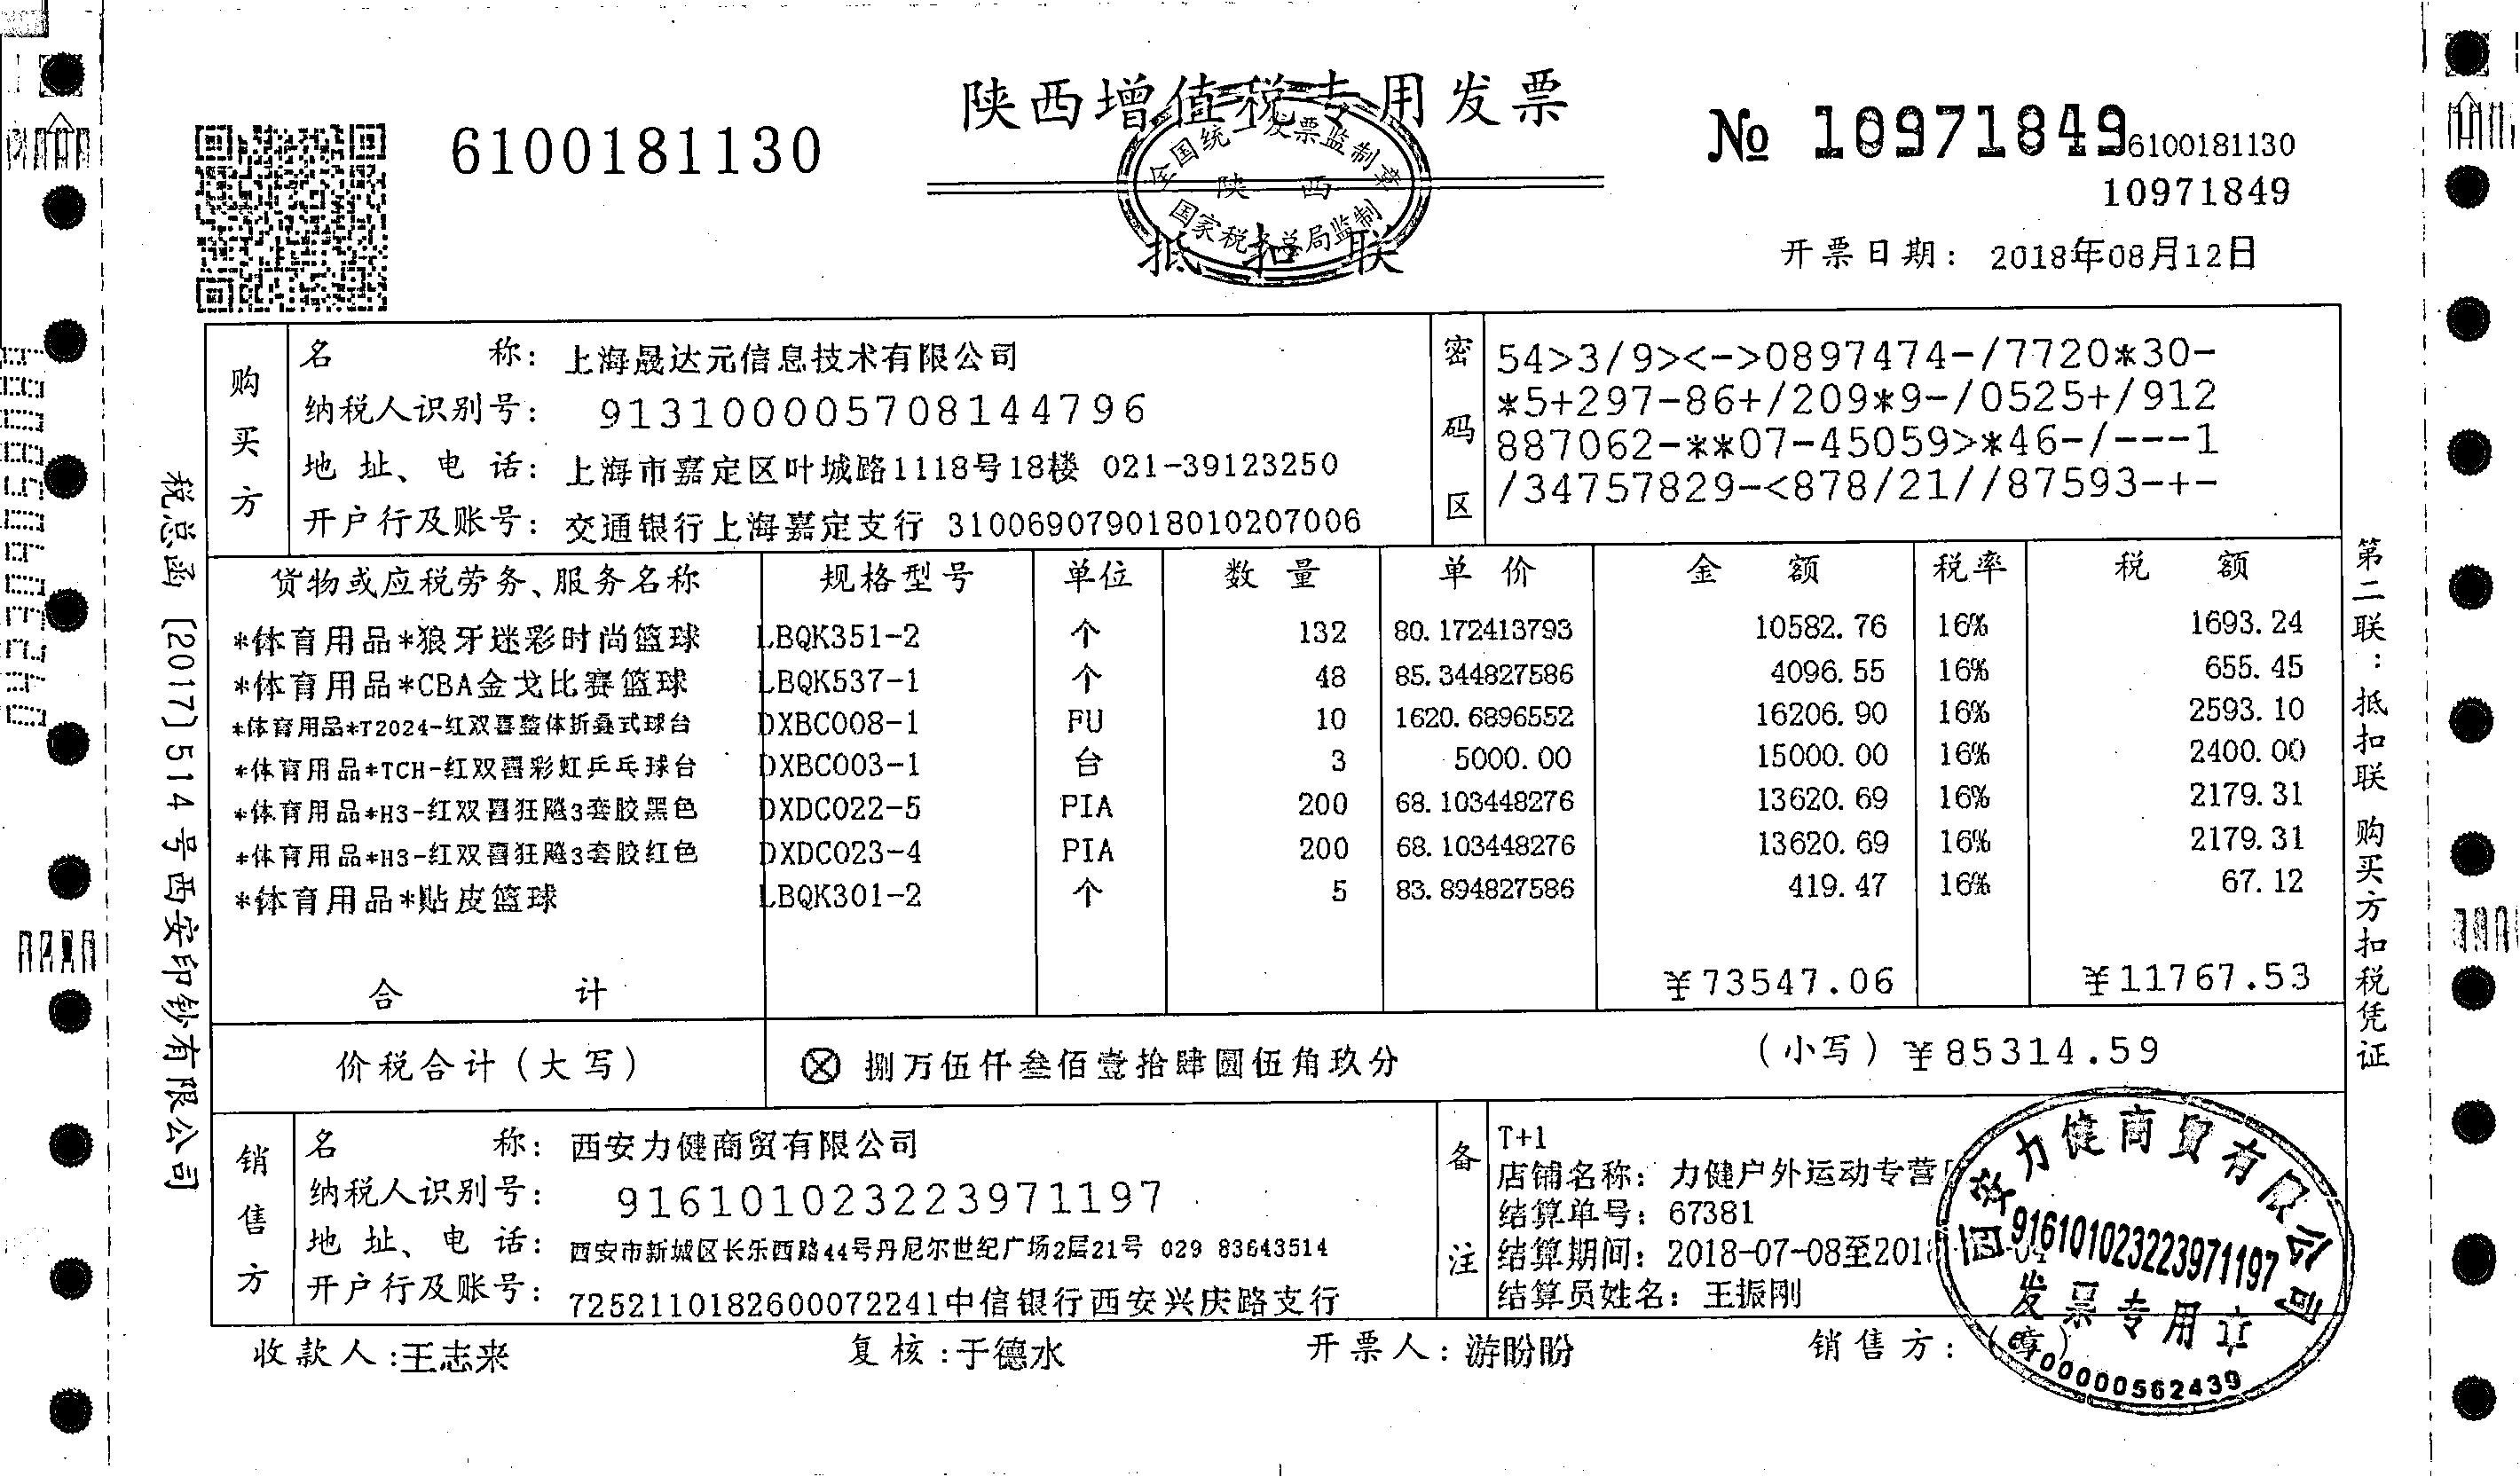 陕西增值税专用发票
6100181130
№ 10971849
6100181130
10971849
全国统一发票监制章
陕 西
国家税务总局监制
抵扣联
开票日期: 2018年08月12日
购买方
名 称: 上海晟达元信息技术有限公司
纳税人识别号: 913100005708144796
地 址、电 话: 上海市嘉定区叶城路1118号18楼 021-39123250
开户行及账号: 交通银行上海嘉定支行 310069079018010207006
密码区
54>3/9><->0897474-/7720*30-
*5+297-86+/209*9-/0525+/912
887062-**07-45059>*46-/---1
/34757829-<878/21//87593-+-
货物或应税劳务、服务名称 规格型号 单位 数 量 单 价 金 额 税率 税 额
*体育用品*狼牙迷彩时尚篮球 LBQK351-2 个 132 80.172413793 10582.76 16% 1693.24
*体育用品*CBA金戈比赛篮球 LBQK537-1 个 48 85.344827586 4096.55 16% 655.45
*体育用品*T2024-红双喜整体折叠式球台 DXBC008-1 FU 10 1620.6896552 16206.90 16% 2593.10
*体育用品*TCH-红双喜彩虹乒乓球台 DXBC003-1 台 3 5000.00 15000.00 16% 2400.00
*体育用品*H3-红双喜狂飚3套胶黑色 DXDC022-5 PIA 200 68.103448276 13620.69 16% 2179.31
*体育用品*H3-红双喜狂飚3套胶红色 DXDC023-4 PIA 200 68.103448276 13620.69 16% 2179.31
*体育用品*贴皮篮球 LBQK301-2 个 5 83.894827586 419.47 16% 67.12
合 计 ¥73547.06 ¥11767.53
价税合计(大写) ⊗ 捌万伍仟叁佰壹拾肆圆伍角玖分 (小写) ¥85314.59
销售方
名 称: 西安力健商贸有限公司
纳税人识别号: 916101023223971197
地 址、电 话: 西安市新城区长乐西路44号丹尼尔世纪广场2层21号 029 83643514
开户行及账号: 7252110182600072241中信银行西安兴庆路支行
备注
T+1
店铺名称: 力健户外运动专营
结算单号: 67381
结算期间: 2018-07-08至201
结算员姓名: 王振刚
西安力健商贸有限公司
916101023223971197
发票专用章
收款人:王志来 复核:于德水 开票人:游盼盼 销售方:(章)
税总函〔2017〕514号西安印钞有限公司
第二联:抵扣联 购买方扣税凭证